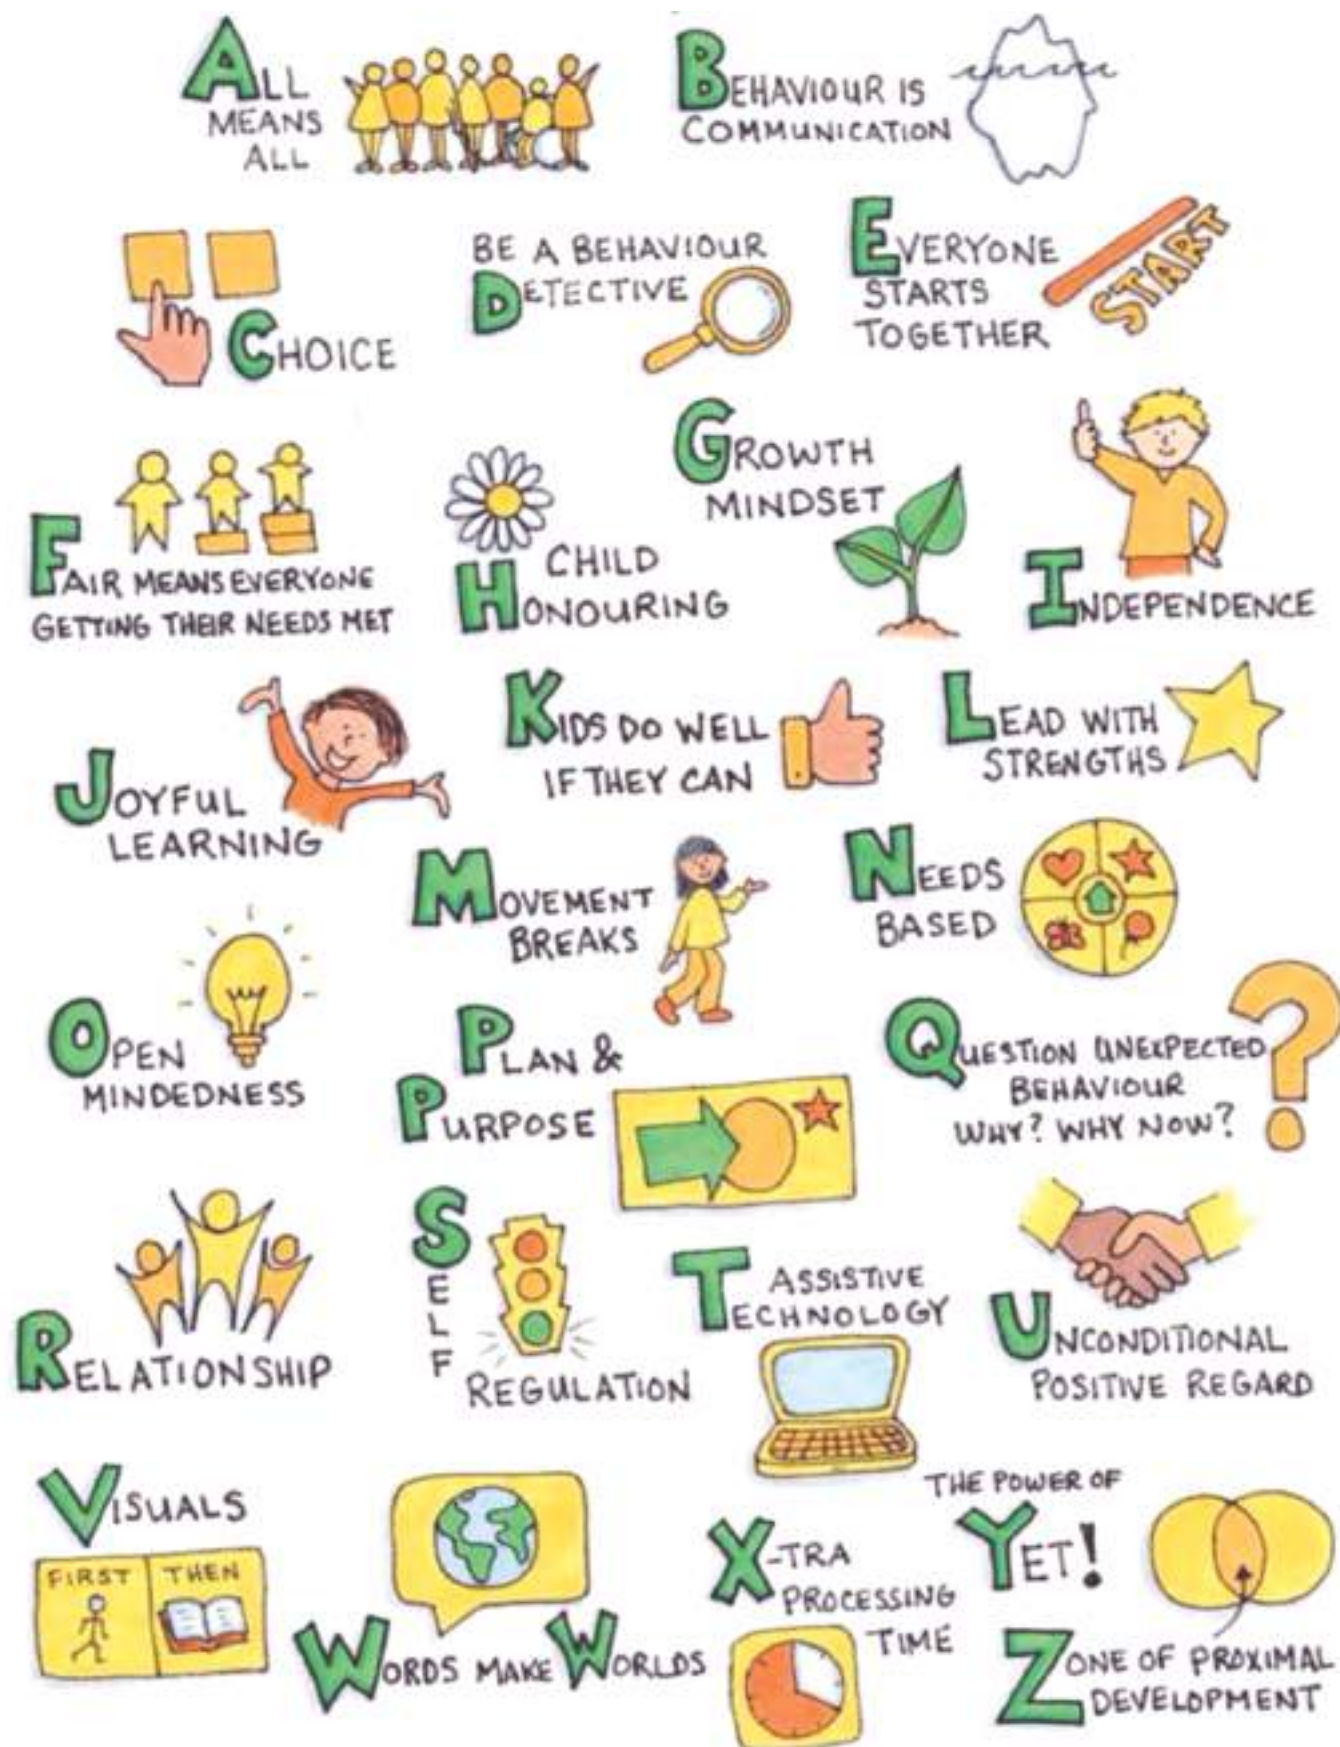 ALL
MEANS
ALL
BEHAVIOUR IS
COMMUNICATION
CHOICE
BE A BEHAVIOUR
DETECTIVE
EVERYONE
STARTS
TOGETHER
START
FAIR MEANS EVERYONE
GETTING THEIR NEEDS MET
CHILD
HONOURING
GROWTH
MINDSET
INDEPENDENCE
JOYFUL
LEARNING
KIDS DO WELL
IF THEY CAN
LEAD WITH
STRENGTHS
MOVEMENT
BREAKS
NEEDS
BASED
OPEN
MINDEDNESS
PLAN &
PURPOSE
QUESTION UNEXPECTED
BEHAVIOUR
WHY? WHY NOW?
RELATIONSHIP
SELF
REGULATION
ASSISTIVE
TECHNOLOGY
UNCONDITIONAL
POSITIVE REGARD
VISUALS
FIRST THEN
WORDS MAKE WORLDS
X-TRA
PROCESSING
TIME
THE POWER OF
YET!
ZONE OF PROXIMAL
DEVELOPMENT